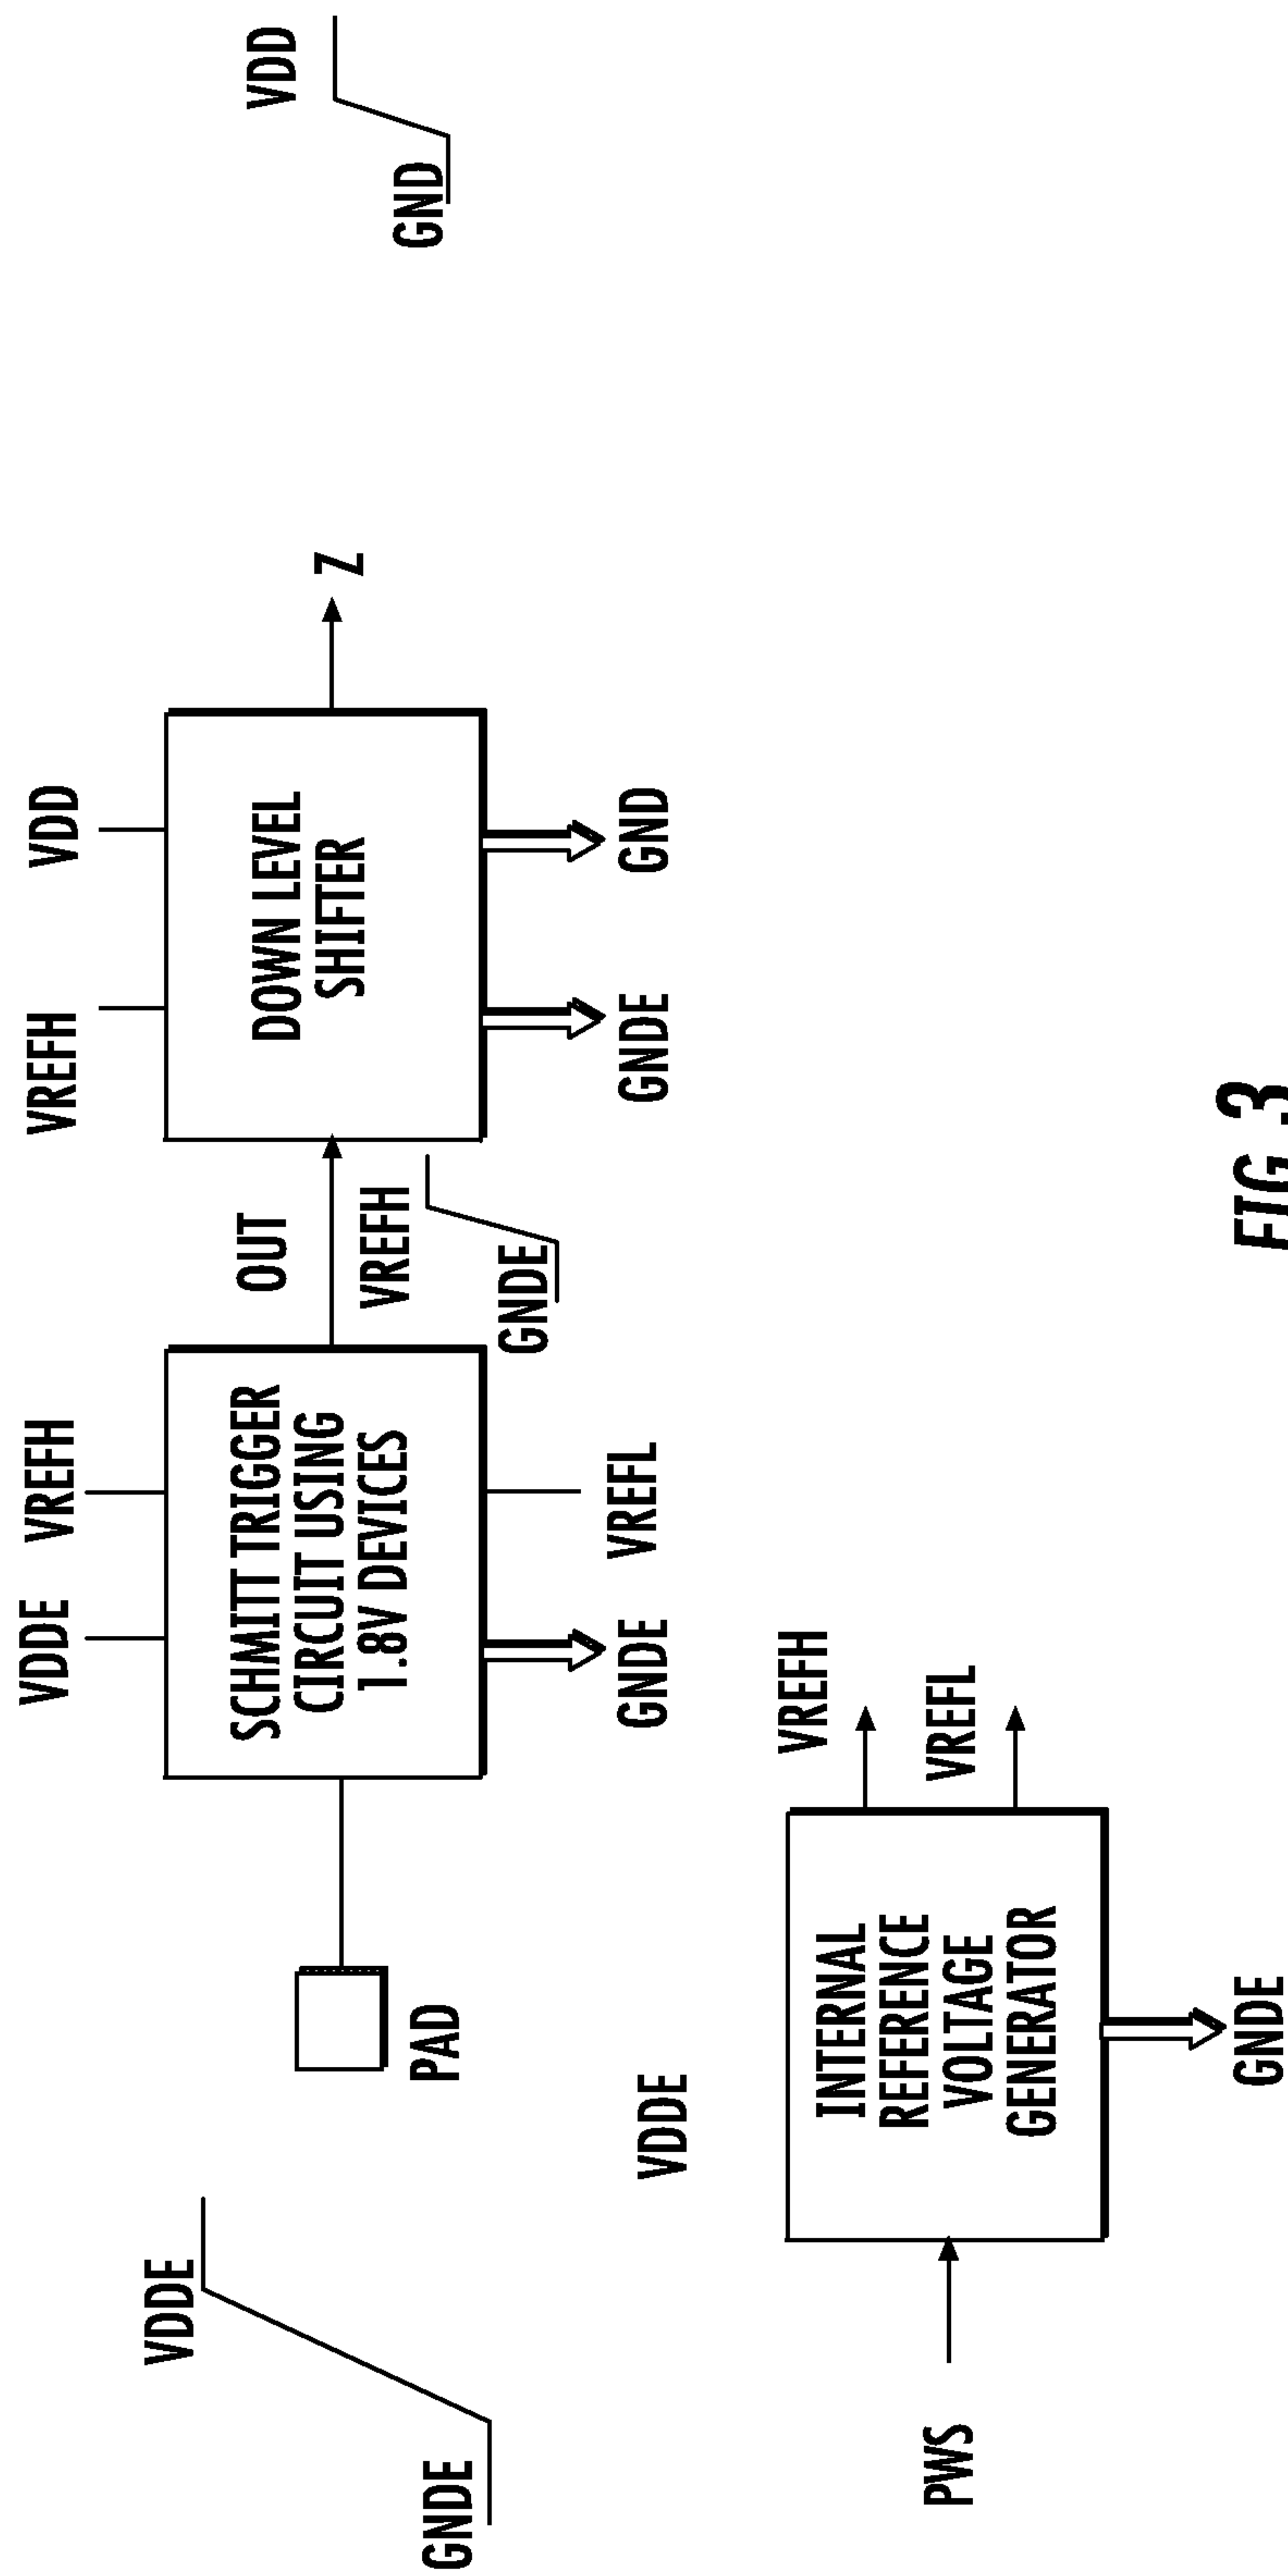 VDDE
GNDE
PAD
VDDE
VREFH
SCHMITT TRIGGER
CIRCUIT USING
1.8V DEVICES
GNDE
VREFL
OUT
VREFH
GNDE
VREFH
VDD
DOWN LEVEL
SHIFTER
GNDE
GND
Z
VDD
GND
PWS
VDDE
INTERNAL
REFERENCE
VOLTAGE
GENERATOR
VREFH
VREFL
GNDE
FIG. 3